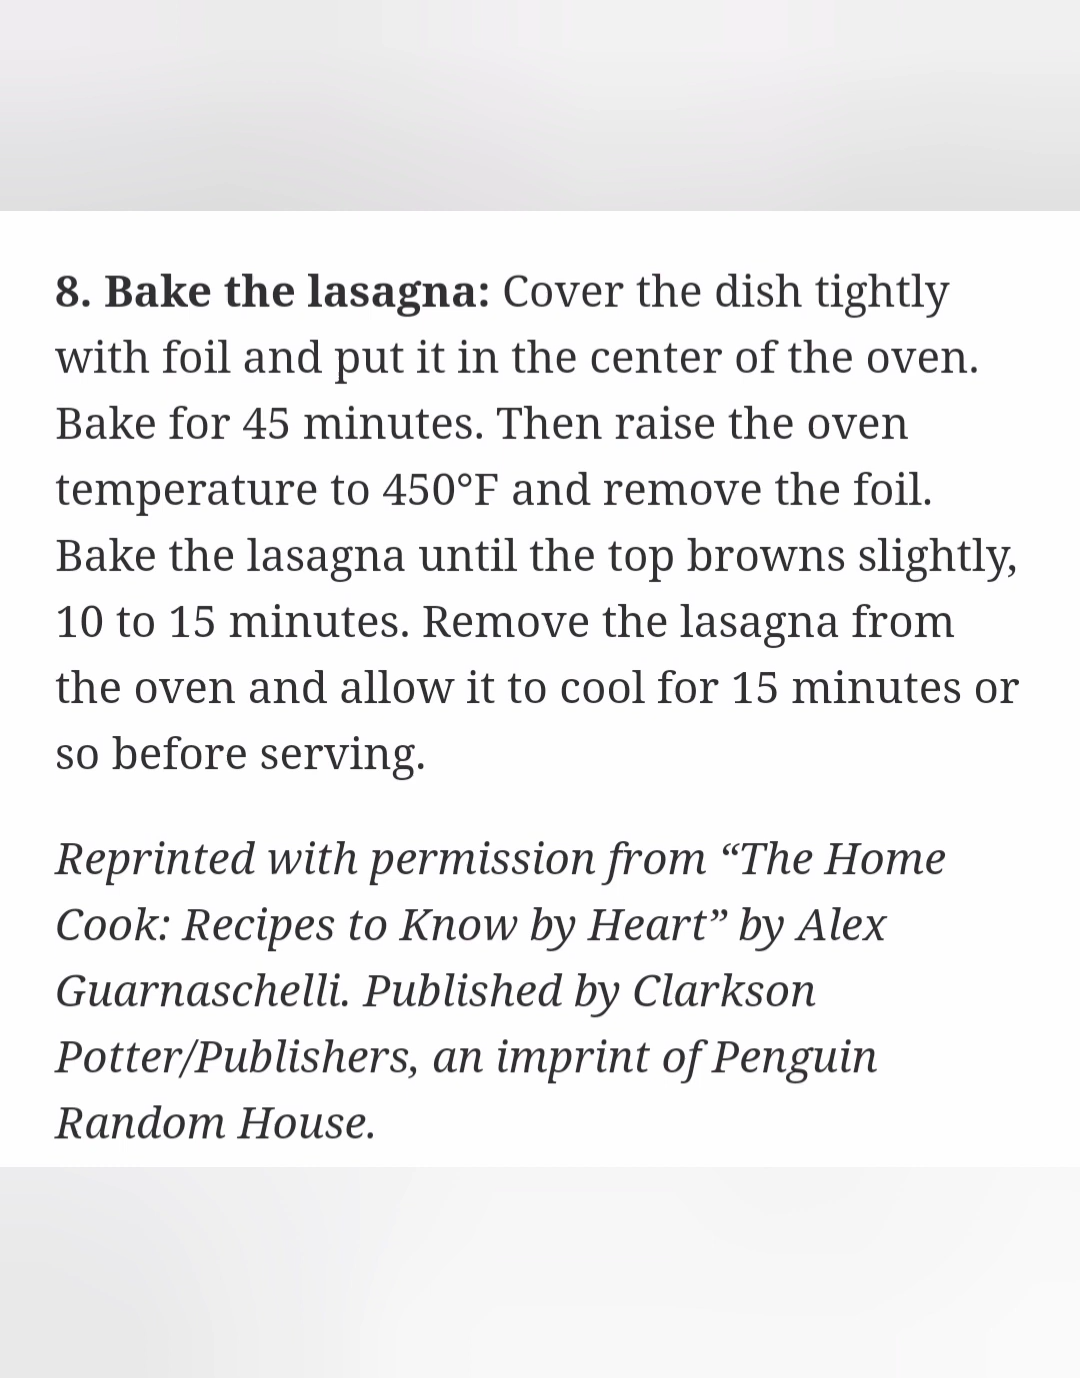 8. Bake the lasagna: Cover the dish tightly
with foil and put it in the center of the oven.
Bake for 45 minutes. Then raise the oven
temperature to 450°F and remove the foil.
Bake the lasagna until the top browns slightly,
10 to 15 minutes. Remove the lasagna from
the oven and allow it to cool for 15 minutes or
so before serving.
Reprinted with permission from “The Home
Cook: Recipes to Know by Heart” by Alex
Guarnaschelli. Published by Clarkson
Potter/Publishers, an imprint of Penguin
Random House.